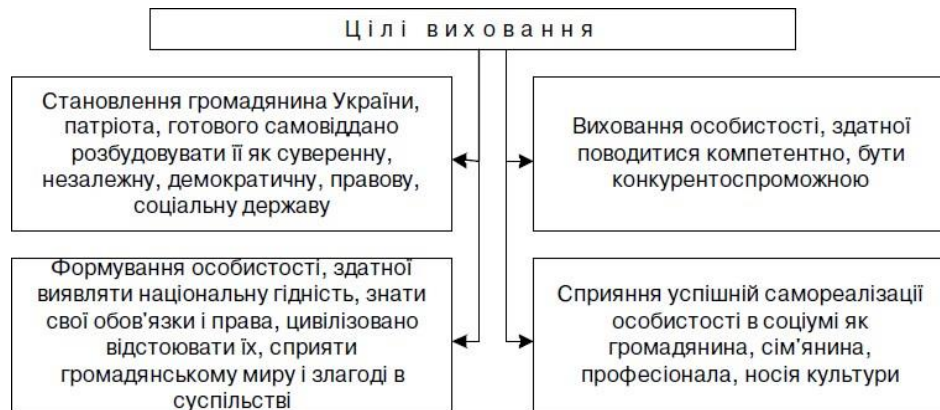 Цілі виховання
Становлення громадянина України,
патріота, готового самовіддано
розбудовувати її як суверенну,
незалежну, демократичну, правову,
соціальну державу
Виховання особистості, здатної
поводитися компетентно, бути
конкурентоспроможною
Формування особистості, здатної
виявляти національну гідність, знати
свої обов'язки і права, цивілізовано
відстоювати їх, сприяти
громадянському миру і злагоді в
суспільстві
Сприяння успішній самореалізації
особистості в соціумі як
громадянина, сім'янина,
професіонала, носія культури